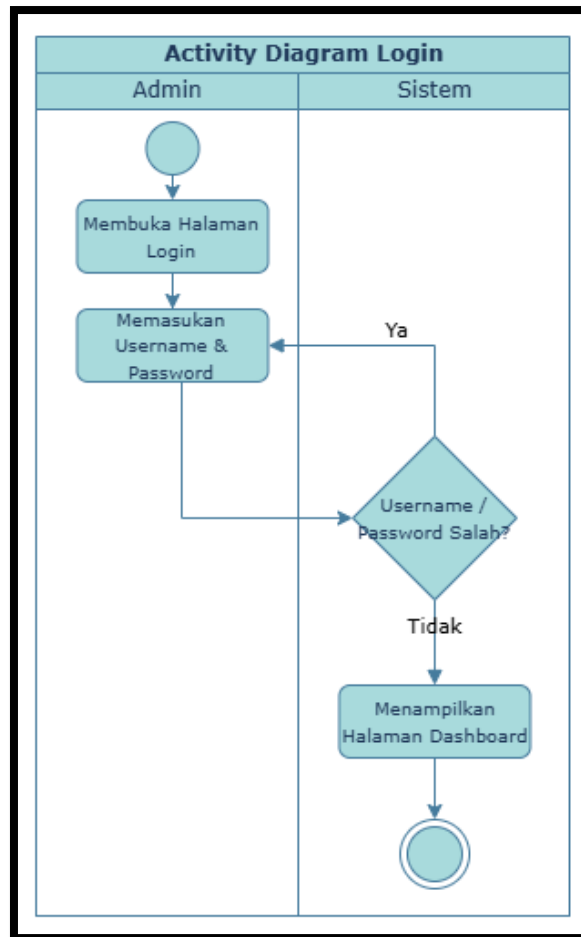 Activity Diagram Login
Admin
Sistem
Membuka Halaman
Login
Memasukan
Username &
Password
Ya
Username /
Password Salah?
Tidak
Menampilkan
Halaman Dashboard